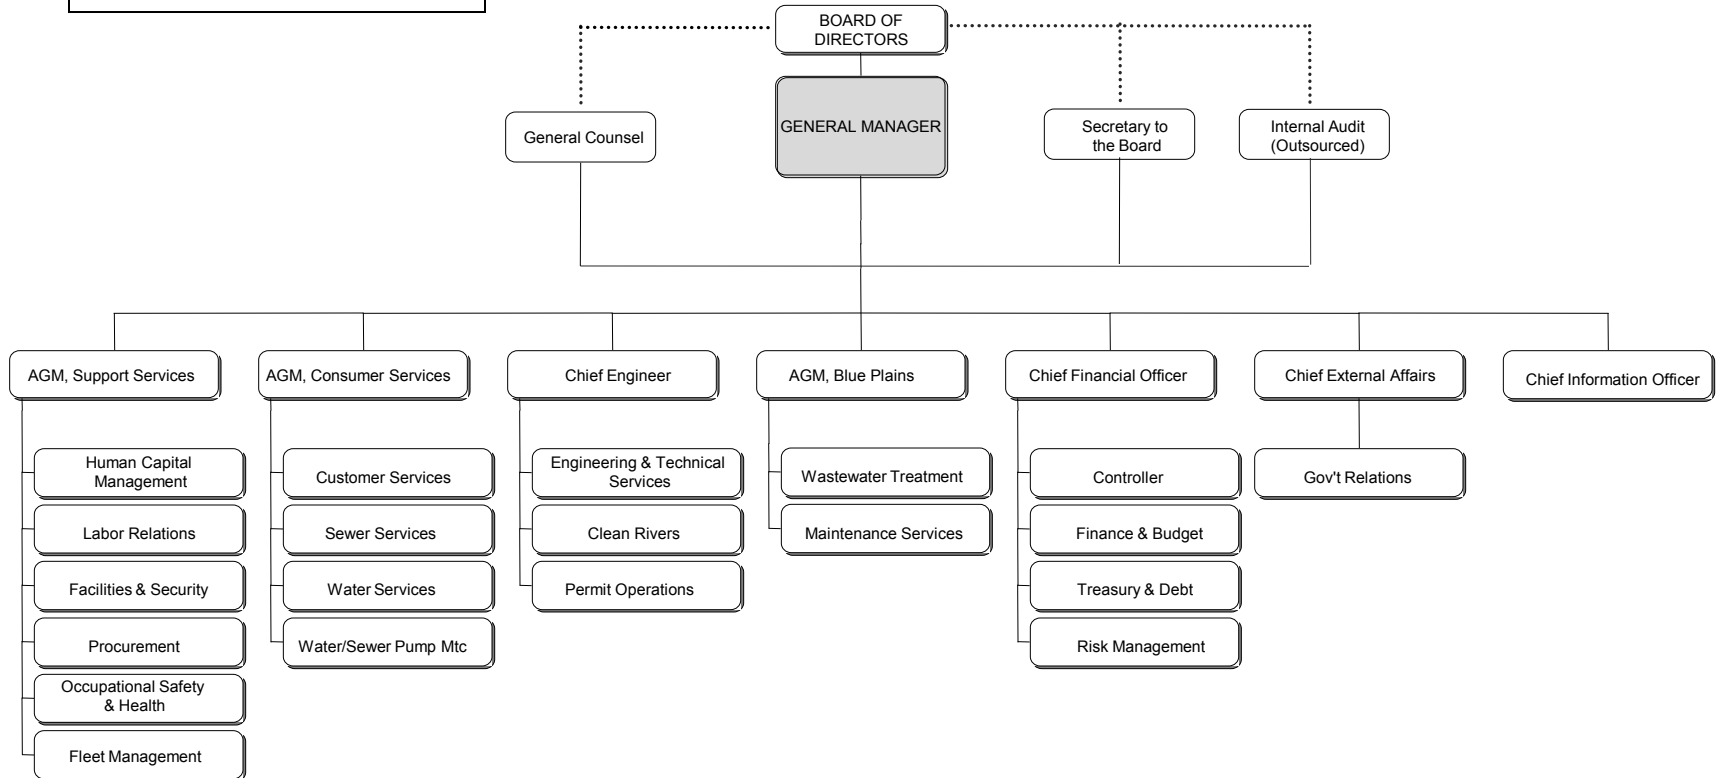 BOARD OF
DIRECTORS
GENERAL MANAGER
General Counsel
Secretary to
the Board
Internal Audit
(Outsourced)
AGM, Support Services
AGM, Consumer Services
Chief Engineer
AGM, Blue Plains
Chief Financial Officer
Chief External Affairs
Chief Information Officer
Human Capital
Management
Labor Relations
Facilities & Security
Procurement
Occupational Safety
& Health
Fleet Management
Customer Services
Sewer Services
Water Services
Water/Sewer Pump Mtc
Engineering & Technical
Services
Clean Rivers
Permit Operations
Wastewater Treatment
Maintenance Services
Controller
Finance & Budget
Treasury & Debt
Risk Management
Gov't Relations